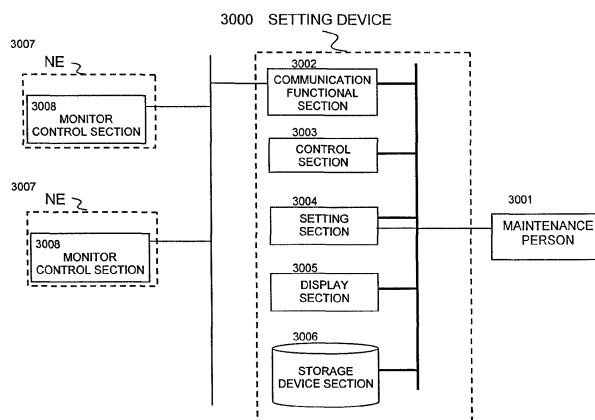 3000 SETTING DEVICE
3007
NE
3008
MONITOR
CONTROL SECTION
3007
NE
3008
MONITOR
CONTROL SECTION
3002
COMMUNICATION
FUNCTIONAL
SECTION
3003
CONTROL
SECTION
3004
SETTING
SECTION
3005
DISPLAY
SECTION
3006
STORAGE
DEVICE SECTION
3001
MAINTENANCE
PERSON